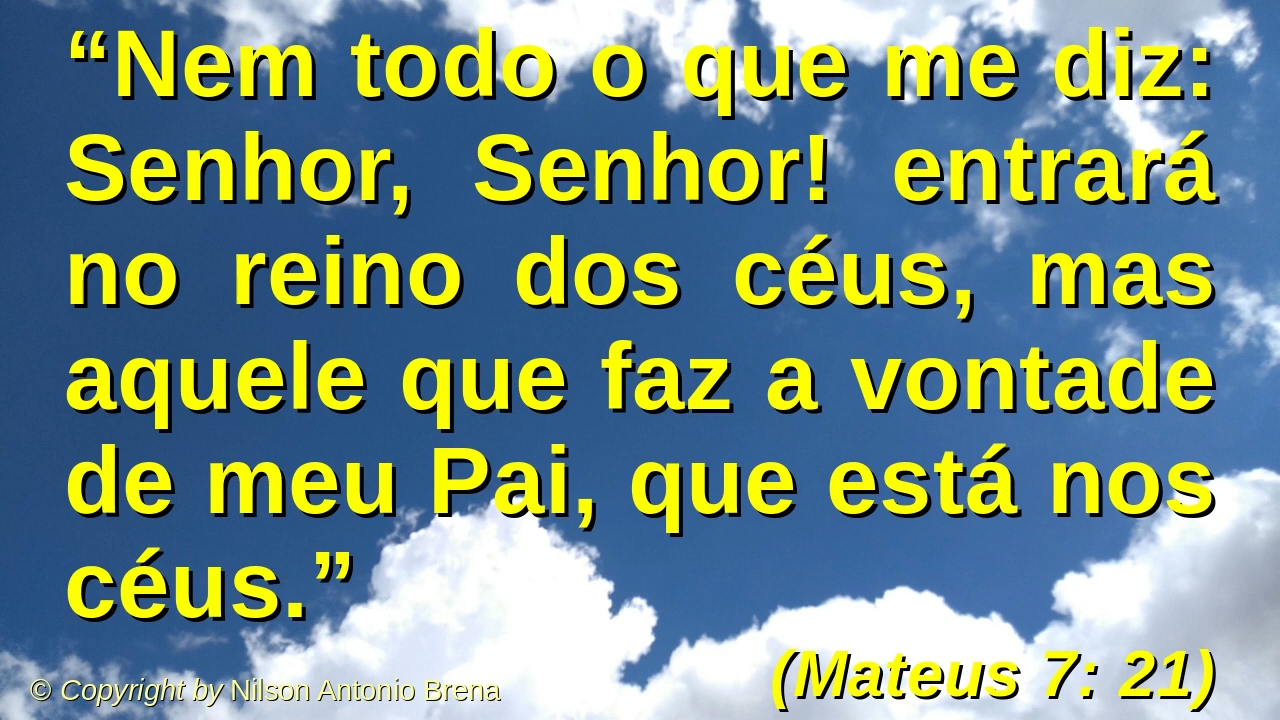 “Nem todo o que me diz:
Senhor, Senhor! entrará
no reino dos céus, mas
aquele que faz a vontade
de meu Pai, que está nos
céus.”
(Mateus 7: 21)
© Copyright by Nilson Antonio Brena